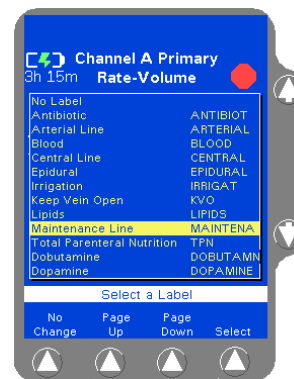 Channel A Primary
3h 15m Rate-Volume
No Label
Antibiotic ANTIBIOT
Arterial Line ARTERIAL
Blood BLOOD
Central Line CENTRAL
Epidural EPIDURAL
Irrigation IRRIGAT
Keep Vein Open KVO
Lipids LIPIDS
Maintenance Line MAINTENA
Total Parenteral Nutrition TPN
Dobutamine DOBUTAMN
Dopamine DOPAMINE
Select a Label
No Page Page
Change Up Down Select